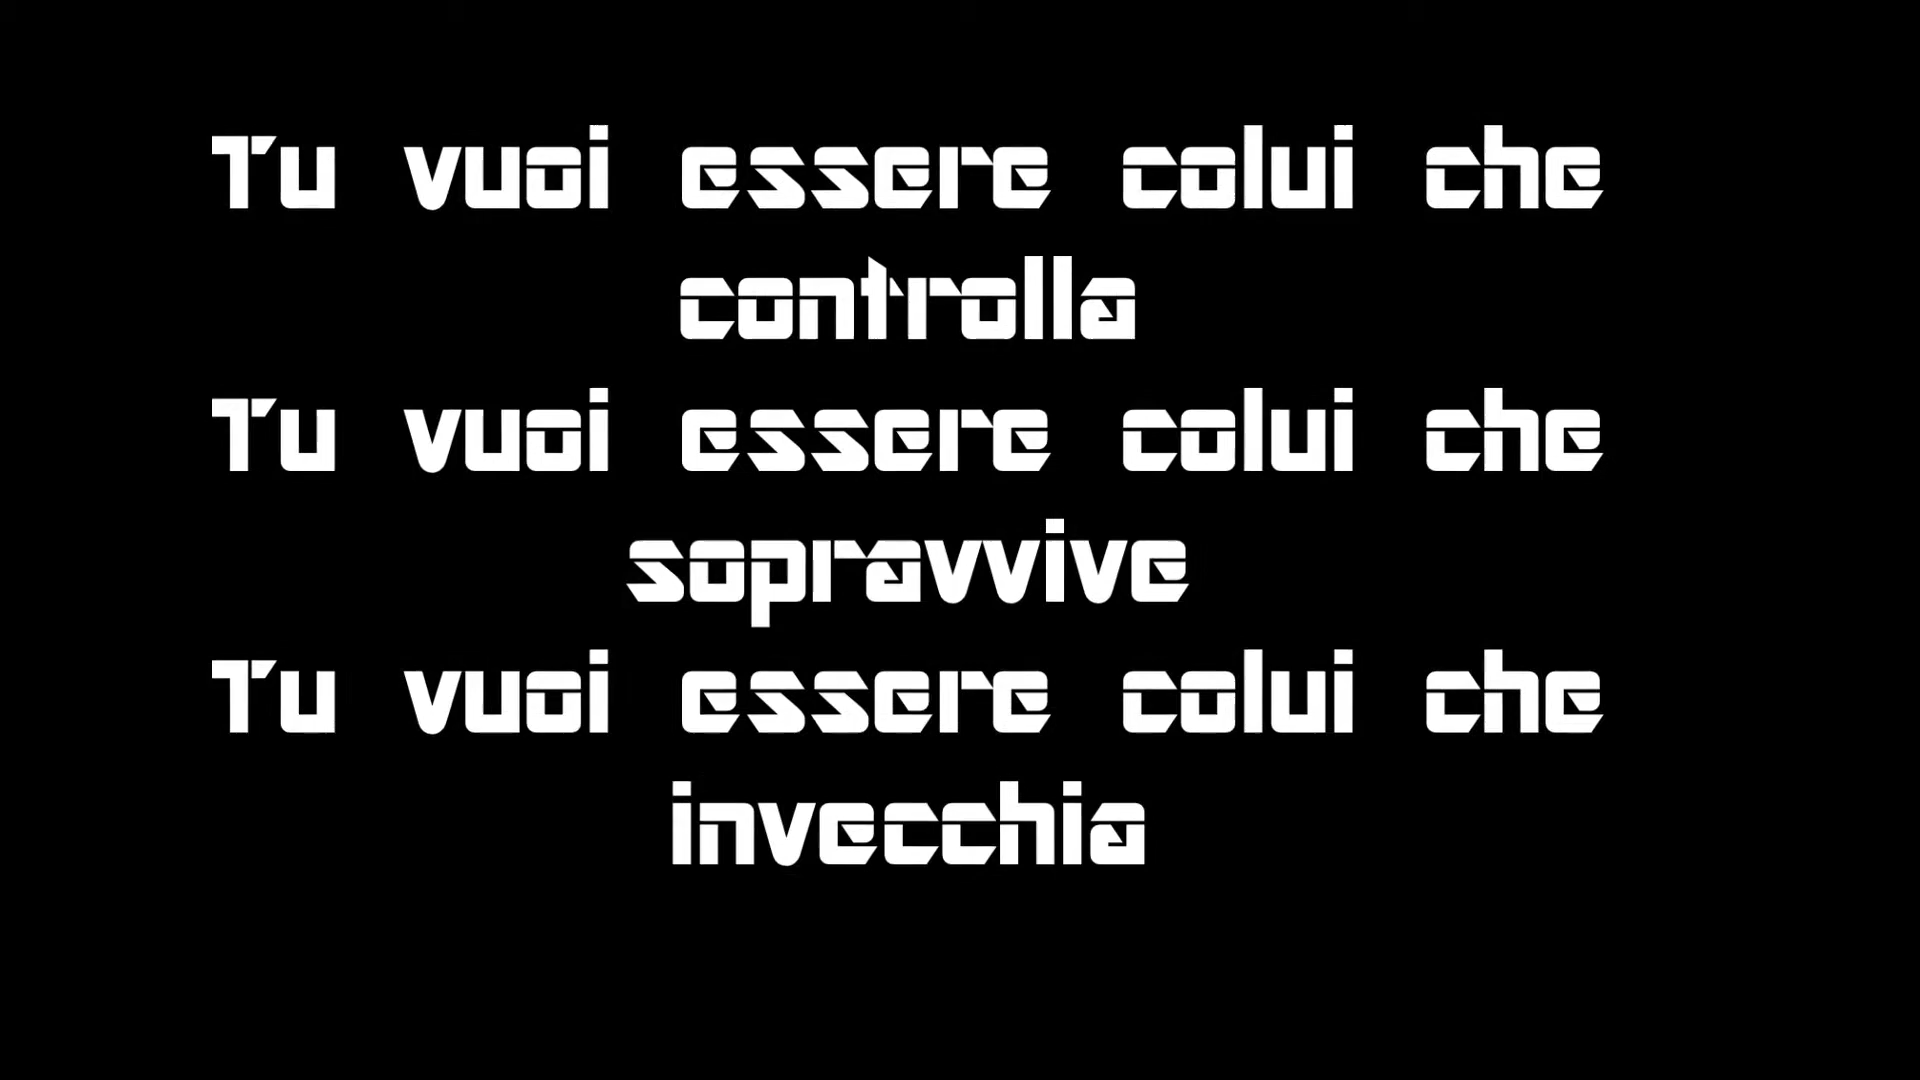 Tu vuoi essere colui che
controlla
Tu vuoi essere colui che
sopravvive
Tu vuoi essere colui che
invecchia